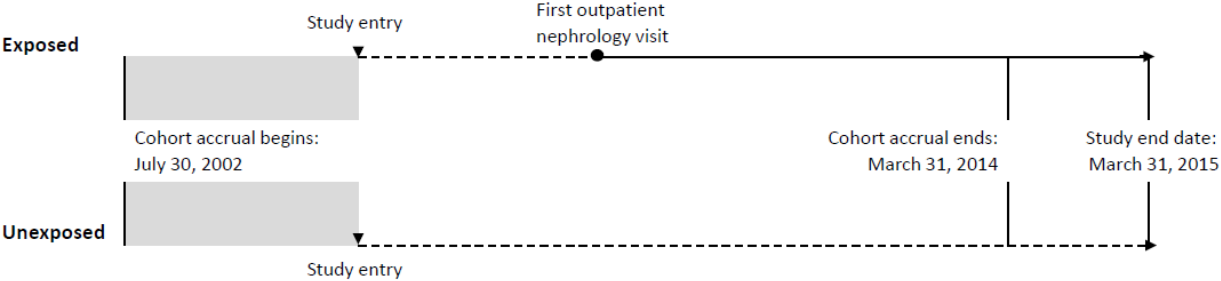 First outpatient
nephrology visit
Study entry
Exposed
Cohort accrual begins:
July 30, 2002
Cohort accrual ends:
March 31, 2014
Study end date:
March 31, 2015
Unexposed
Study entry